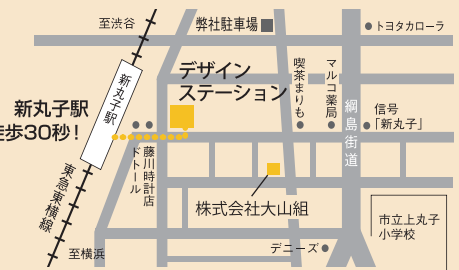 至渋谷
弊社駐車場
トヨタカローラ
デザイン
ステーション
新丸子駅
新丸子駅
徒歩30秒！
喫茶まりも
マルコ薬局
綱島街道
信号
「新丸子」
ドトール
藤川時計店
東急東横線
株式会社大山組
市立上丸子
小学校
至横浜
デニーズ